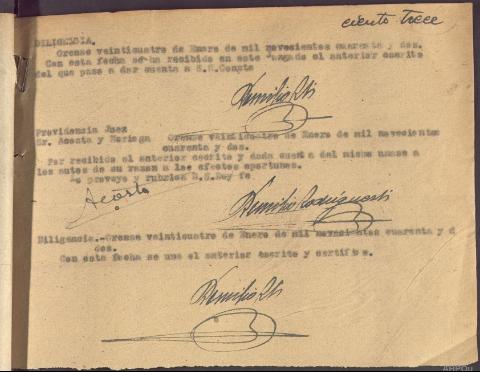 ciento trece
DILIGENCIA.
Orense veinticuatro de Enero de mil novecientos cuarenta y dos.
Con esta fecha se ha recibido en este Juzgado el anterior escrito
del que paso a dar cuenta a S.S. Consta
Providencia Juez
Sr. Acosta y Noriega Orense veinticuatro de Enero de mil novecientos
cuarenta y dos.
Por recibido el anterior escrito y dada cuenta del mismo unase a
los autos de su razon a los efectos oportunos.
Lo proveyo y rubrica S.S. Doy fe.
Acosta
Diligencia.-Orense veinticuatro de Enero de mil novecientos cuarenta y d
dos.
Con esta fecha se une el anterior escrito y certifico.